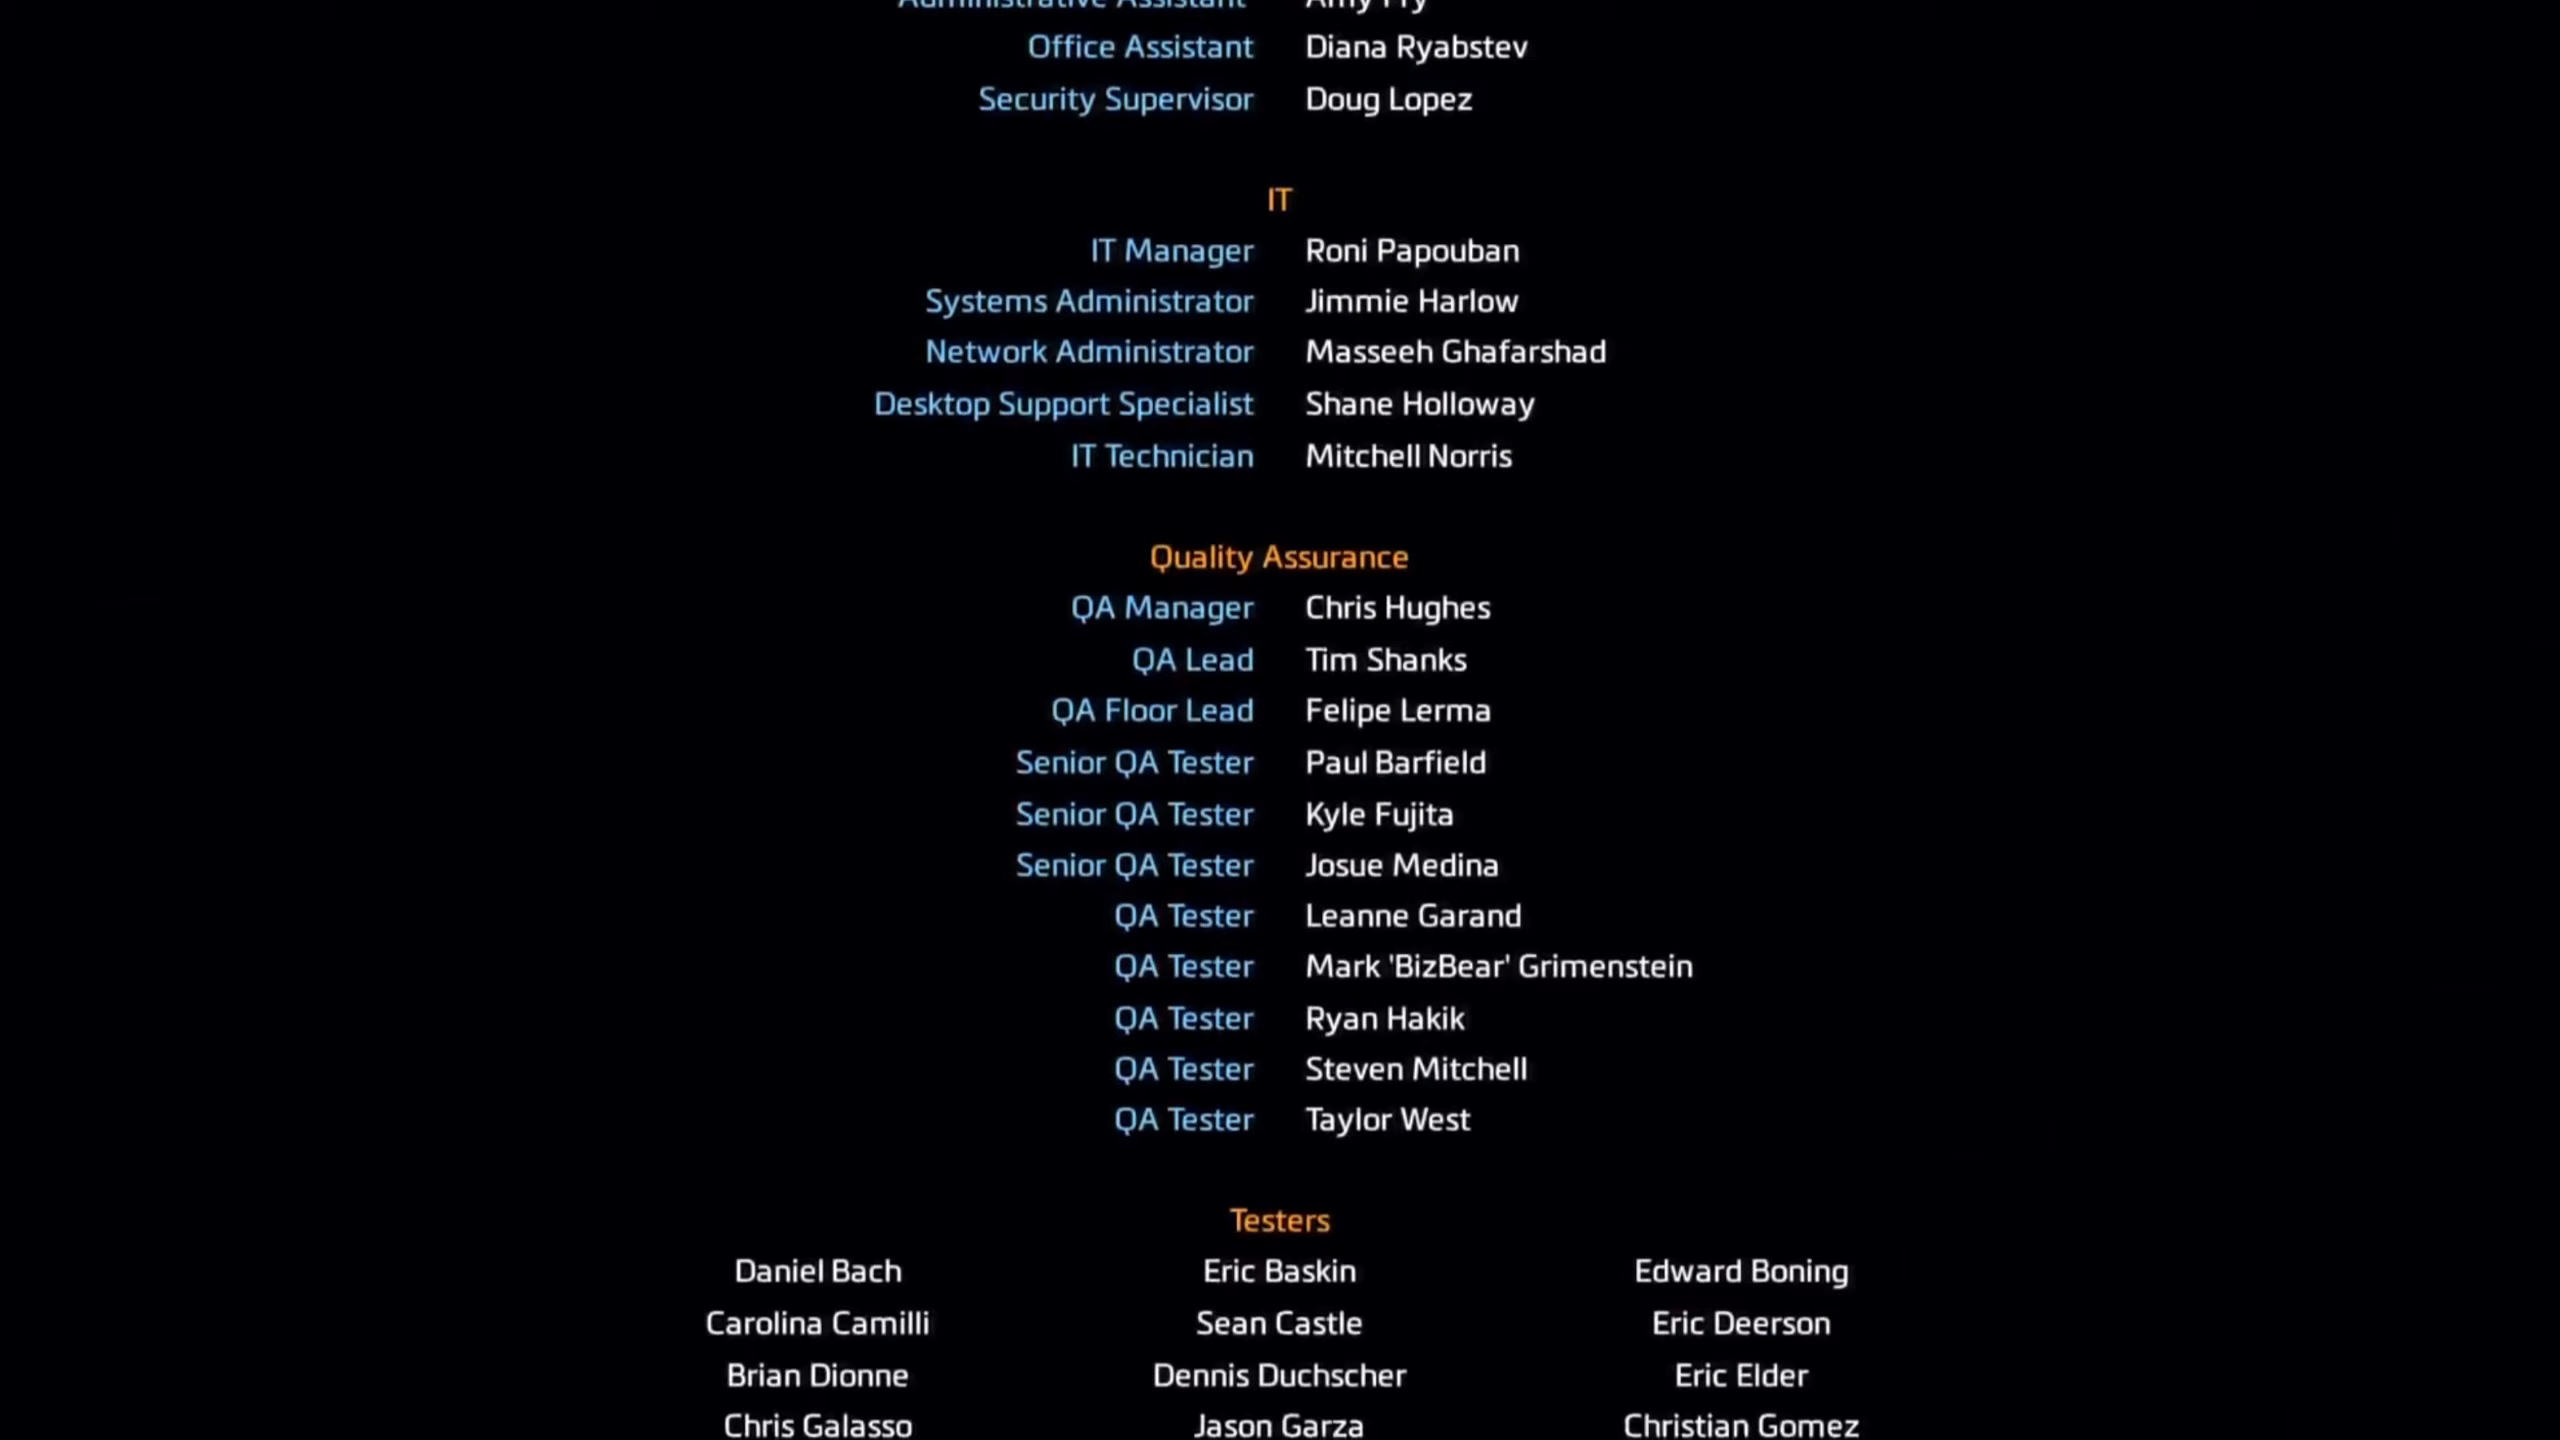 Administrative Assistant Amy Fry
Office Assistant Diana Ryabstev
Security Supervisor Doug Lopez
IT
IT Manager Roni Papouban
Systems Administrator Jimmie Harlow
Network Administrator Masseeh Ghafarshad
Desktop Support Specialist Shane Holloway
IT Technician Mitchell Norris
Quality Assurance
QA Manager Chris Hughes
QA Lead Tim Shanks
QA Floor Lead Felipe Lerma
Senior QA Tester Paul Barfield
Senior QA Tester Kyle Fujita
Senior QA Tester Josue Medina
QA Tester Leanne Garand
QA Tester Mark 'BizBear' Grimenstein
QA Tester Ryan Hakik
QA Tester Steven Mitchell
QA Tester Taylor West
Testers
Daniel Bach Eric Baskin Edward Boning
Carolina Camilli Sean Castle Eric Deerson
Brian Dionne Dennis Duchscher Eric Elder
Chris Galasso Jason Garza Christian Gomez